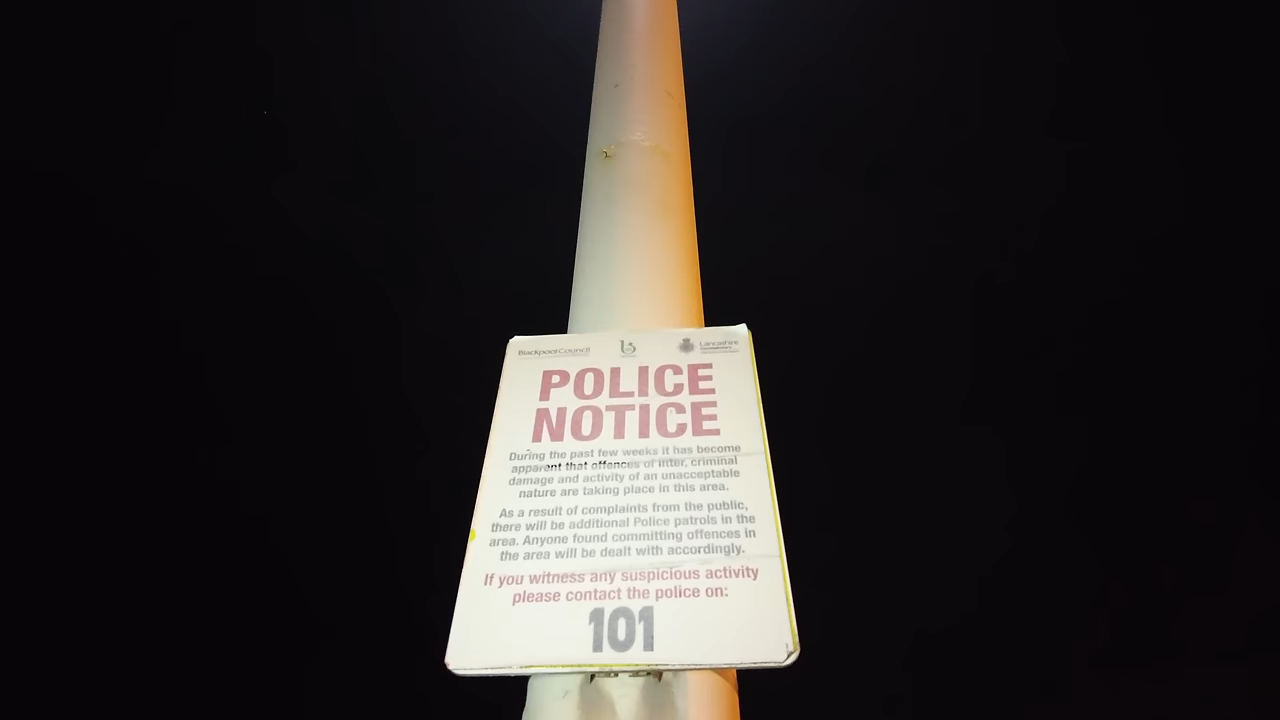 BlackpoolCouncil
Lancashire
Constabulary
POLICE
NOTICE
During the past few weeks it has become
apparent that offences of litter, criminal
damage and activity of an unacceptable
nature are taking place in this area.
As a result of complaints from the public,
there will be additional Police patrols in the
area. Anyone found committing offences in
the area will be dealt with accordingly.
If you witness any suspicious activity
please contact the police on:
101